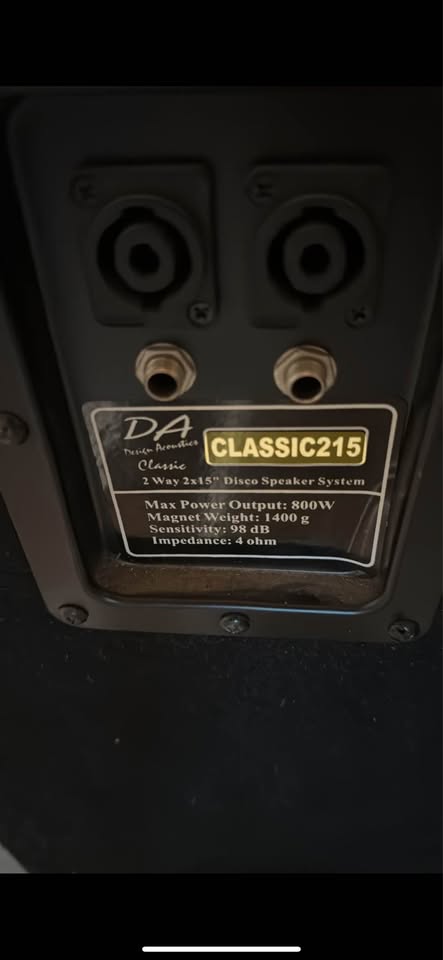 DA
Design Acoustics
Classic
CLASSIC215
2 Way 2x15" Disco Speaker System
Max Power Output: 800W
Magnet Weight: 1400 g
Sensitivity: 98 dB
Impedance: 4 ohm